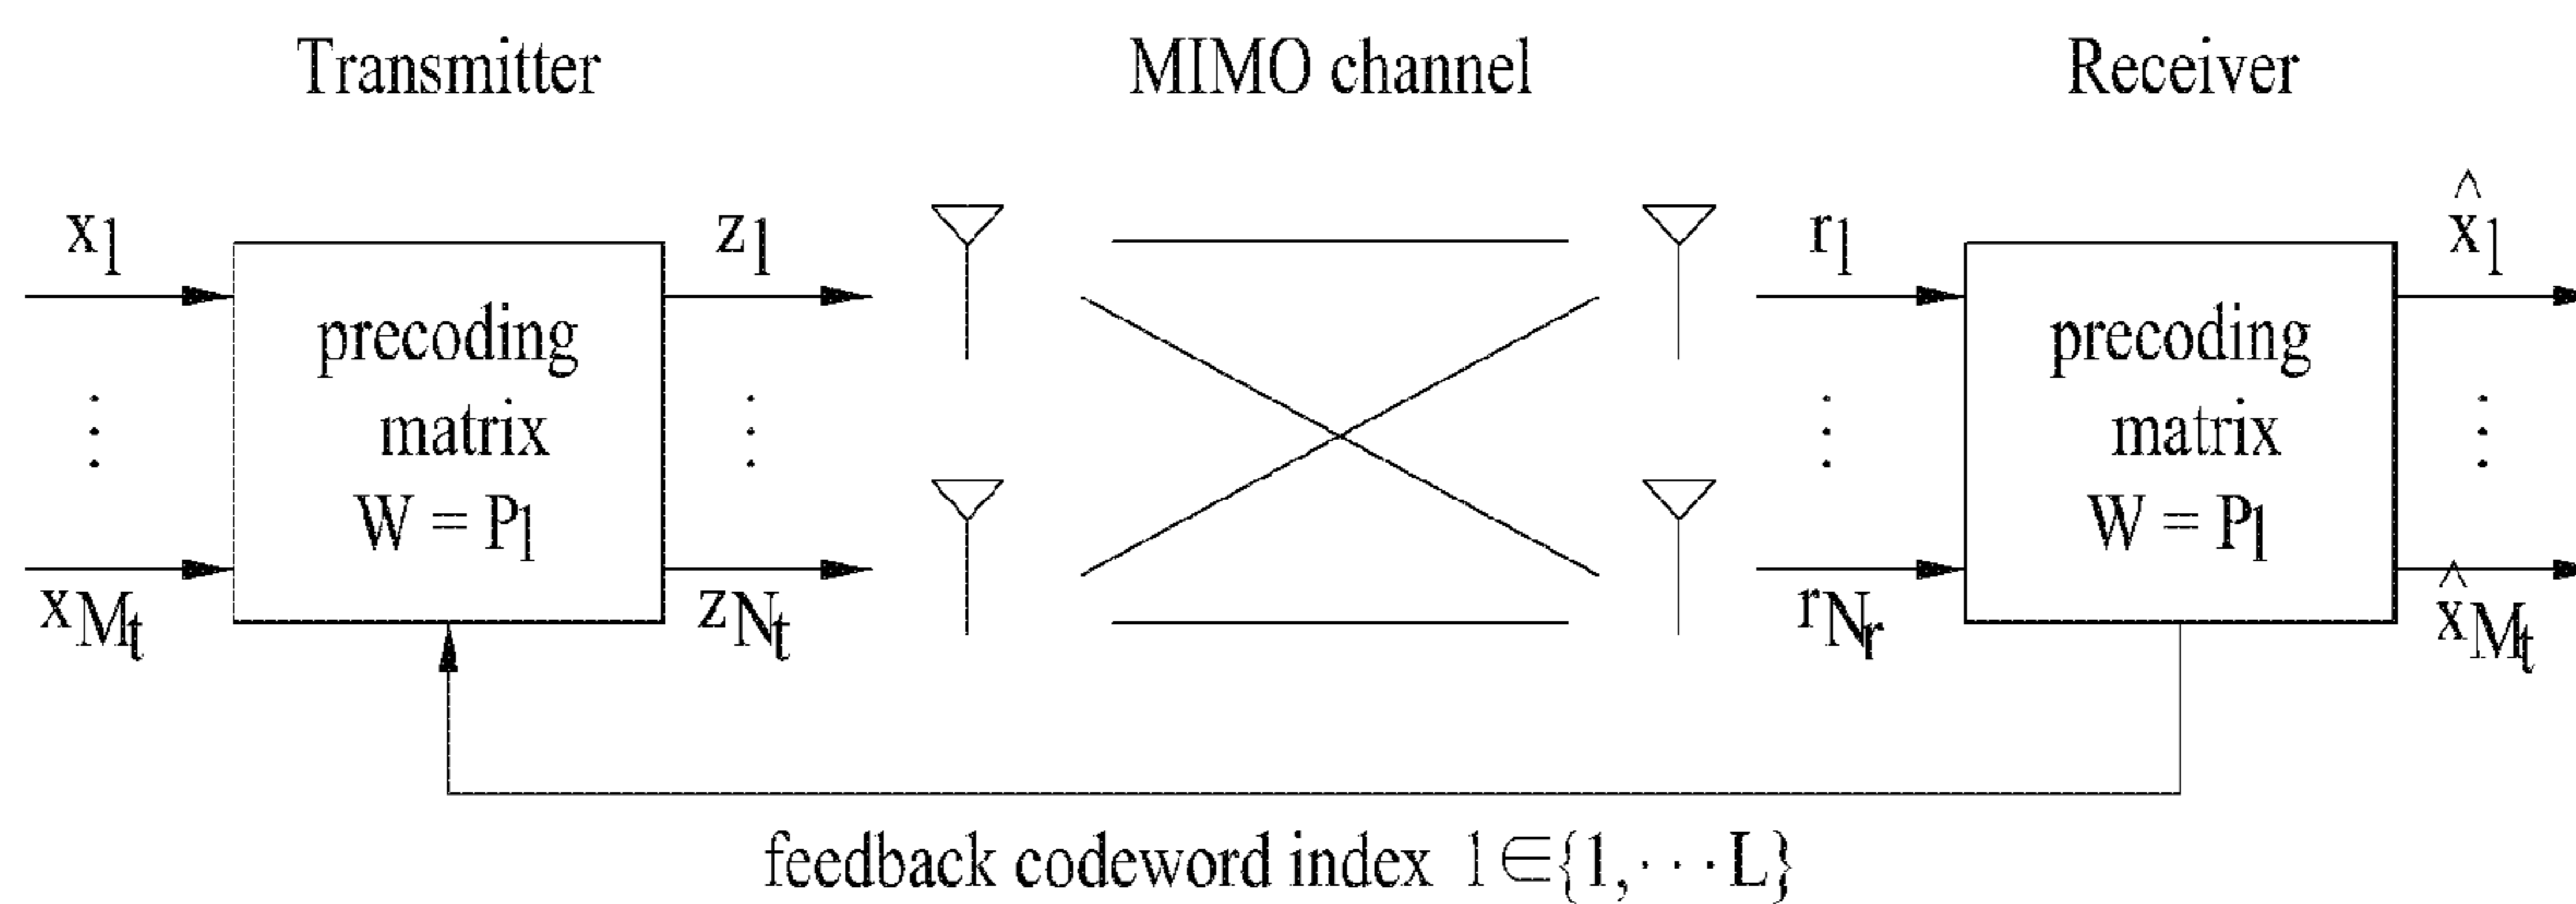 Transmitter MIMO channel Receiver
x1 z1 r1 x̂1
precoding matrix W = Pl
precoding matrix W = Pl
xMt zNt rNr x̂Mt
feedback codeword index l∈{1,···L}